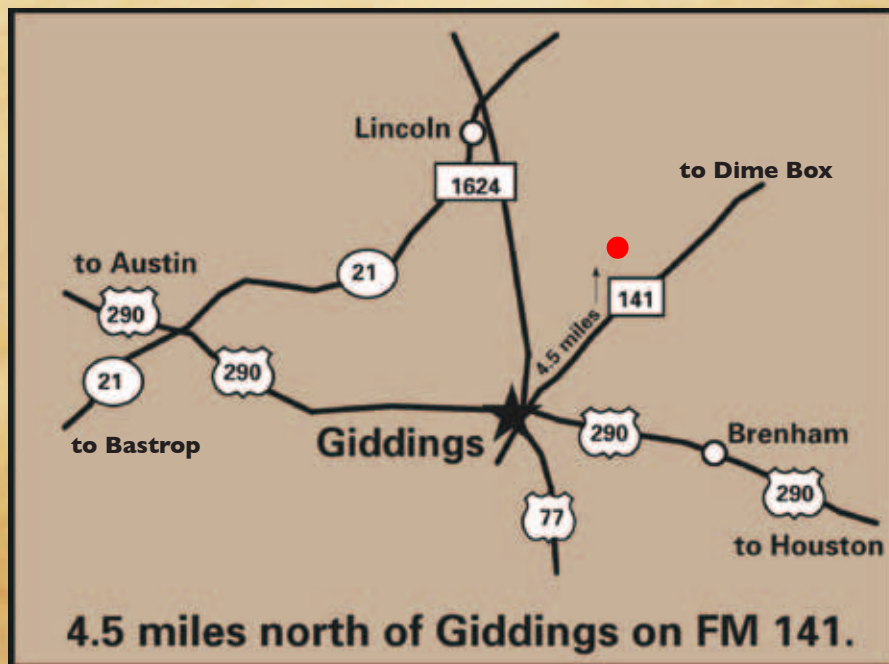 Lincoln
1624
to Dime Box
to Austin
21
290
141
4.5 miles
290
21
to Bastrop
Giddings
290
Brenham
290
77
to Houston
4.5 miles north of Giddings on FM 141.